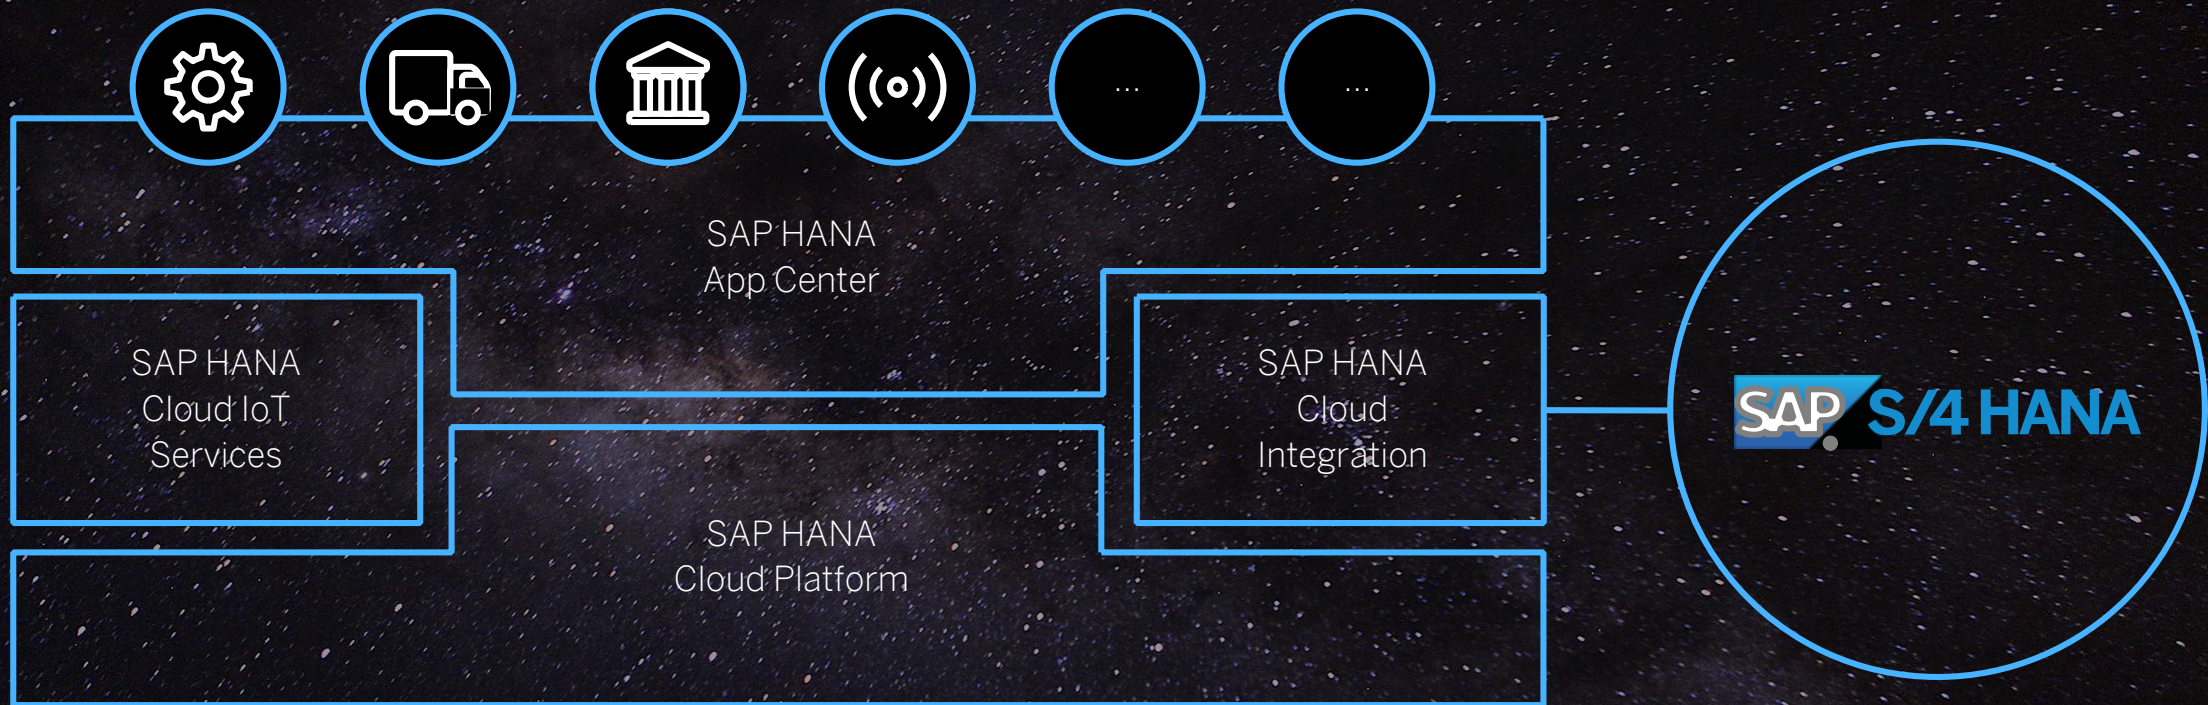 ...
...
SAP HANA
App Center
SAP HANA
Cloud IoT
Services
SAP HANA
Cloud
Integration
SAP S/4 HANA
SAP HANA
Cloud Platform